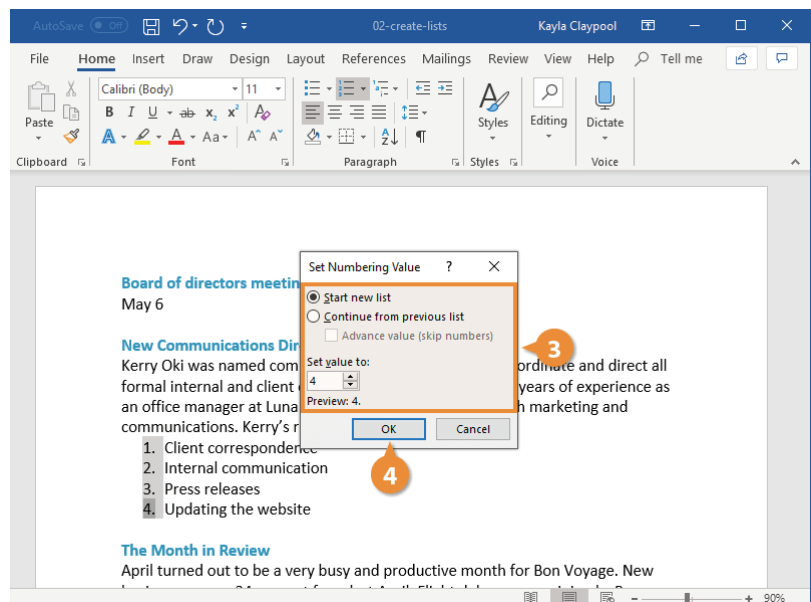 AutoSave Off 02-create-lists Kayla Claypool
File Home Insert Draw Design Layout References Mailings Review View Help Tell me
Calibri (Body) 11
B I U ab x₂ x² A
A A Aa A^ Aˇ A Z ¶
Paste Styles Editing Dictate
Clipboard Font Paragraph Styles Voice
Set Numbering Value ? ×
Start new list
Continue from previous list
Advance value (skip numbers)
3
Set value to:
4
Preview: 4.
OK Cancel
4
Board of directors meetin
May 6
New Communications Dir
Kerry Oki was named com ordinate and direct all
formal internal and client years of experience as
an office manager at Luna h marketing and
communications. Kerry's r
1. Client correspondence
2. Internal communication
3. Press releases
4. Updating the website
The Month in Review
April turned out to be a very busy and productive month for Bon Voyage. New
90%